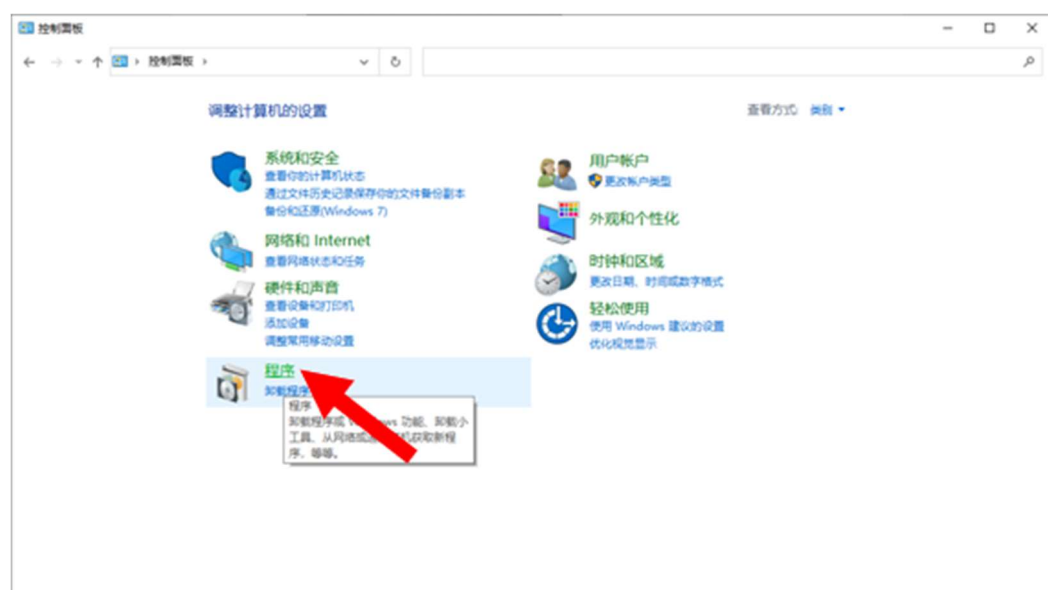 控制面板
控制面板
调整计算机的设置
查看方式: 类别
系统和安全
查看你的计算机状态
通过文件历史记录保存你的文件备份副本
备份和还原(Windows 7)
网络和 Internet
查看网络状态和任务
硬件和声音
查看设备和打印机
添加设备
调整常用移动设置
程序
卸载程序
用户帐户
更改帐户类型
外观和个性化
时钟和区域
更改日期、时间或数字格式
轻松使用
使用 Windows 建议的设置
优化视觉显示
程序
卸载程序或 功能、卸载小
工具、从网络或 获取新程
序、等等。